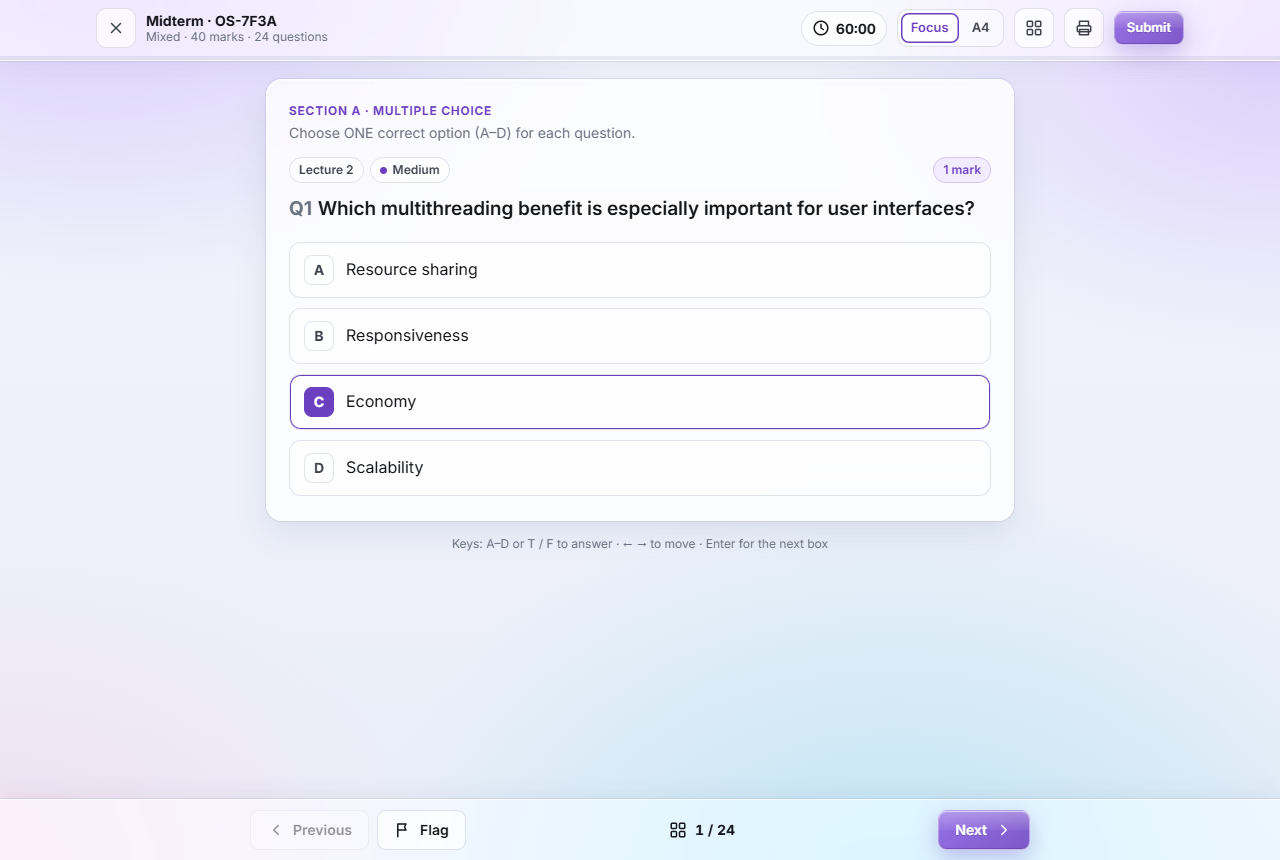 Midterm · OS-7F3A
Mixed · 40 marks · 24 questions
60:00
Focus
A4
Submit
SECTION A · MULTIPLE CHOICE
Choose ONE correct option (A–D) for each question.
Lecture 2
Medium
1 mark
Q1 Which multithreading benefit is especially important for user interfaces?
A Resource sharing
B Responsiveness
C Economy
D Scalability
Keys: A–D or T / F to answer · ← → to move · Enter for the next box
Previous
Flag
1 / 24
Next